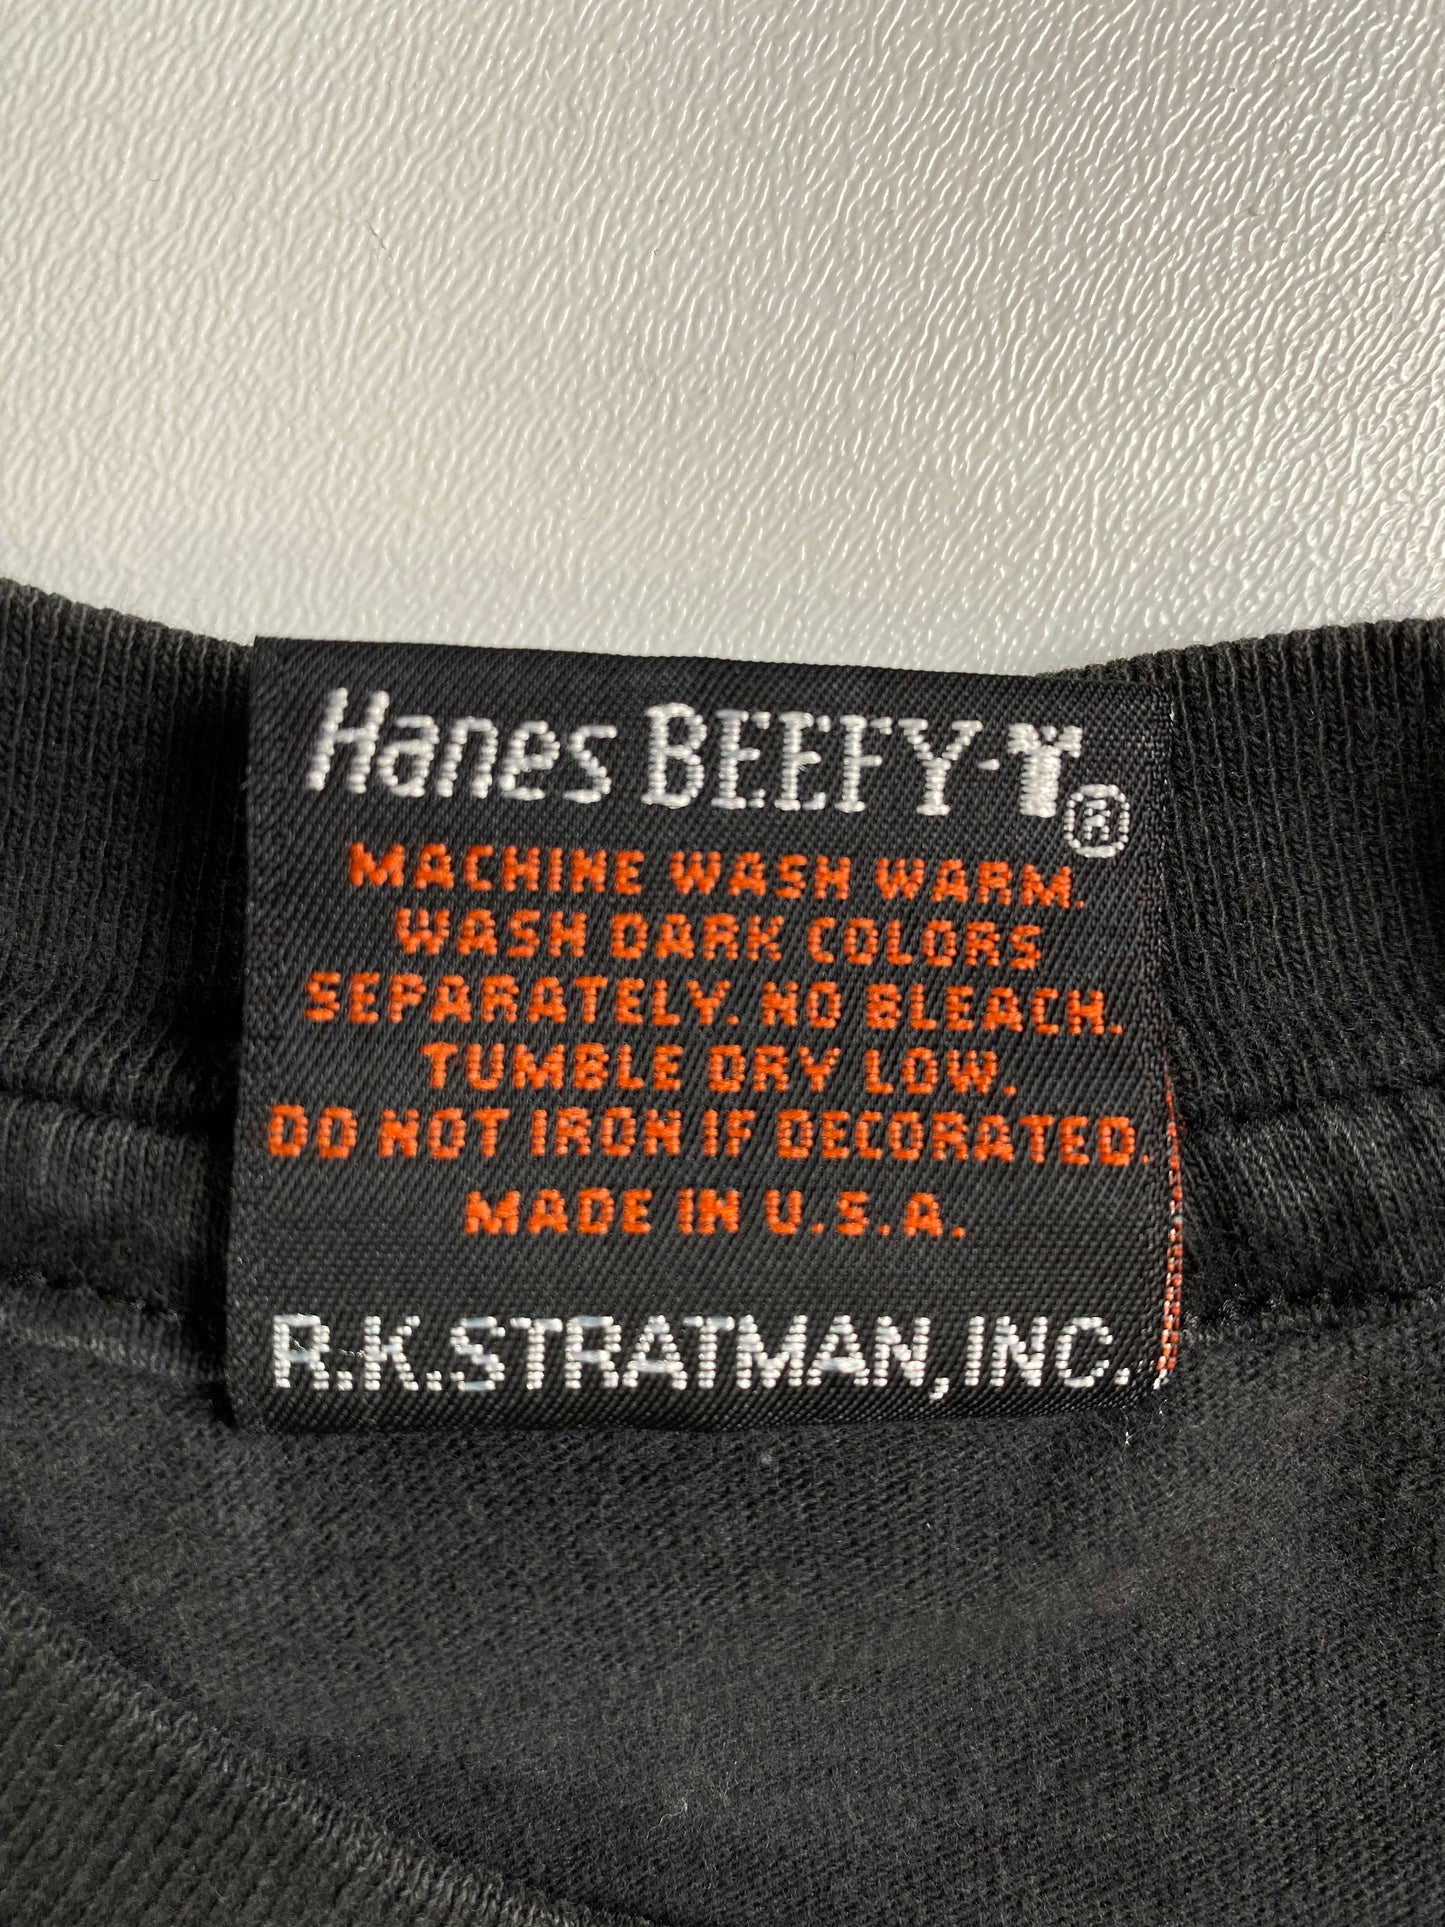 Hanes BEEFY-T®
MACHINE WASH WARM.
WASH DARK COLORS
SEPARATELY. NO BLEACH.
TUMBLE DRY LOW.
DO NOT IRON IF DECORATED.
MADE IN U.S.A.
R.K.STRATMAN, INC.